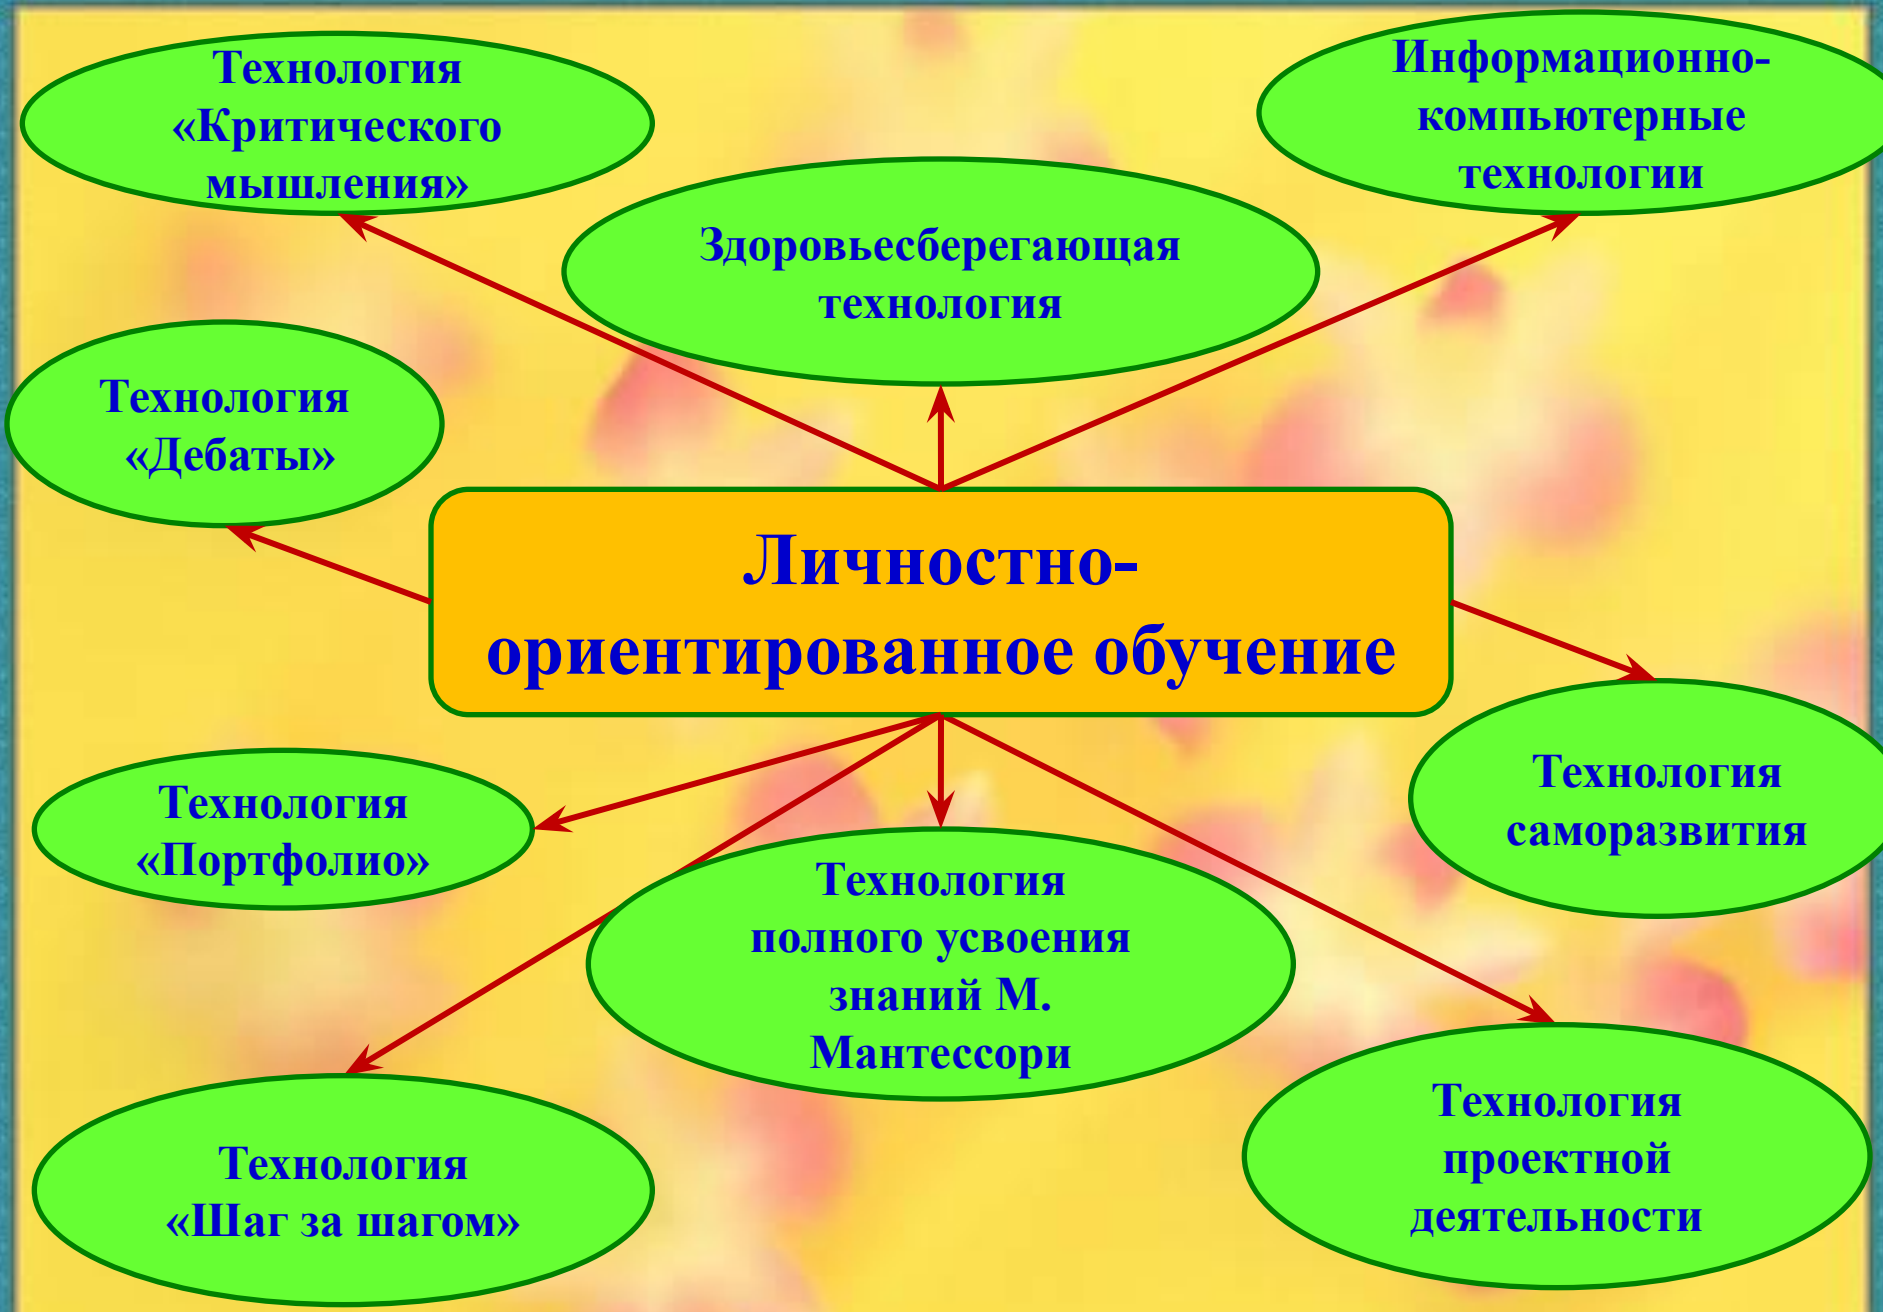 Технология
«Критического
мышления»
Информационно-
компьютерные
технологии
Здоровьесберегающая
технология
Технология
«Дебаты»
Личностно-
ориентированное обучение
Технология
«Портфолио»
Технология
саморазвития
Технология
полного усвоения
знаний М.
Мантессори
Технология
«Шаг за шагом»
Технология
проектной
деятельности